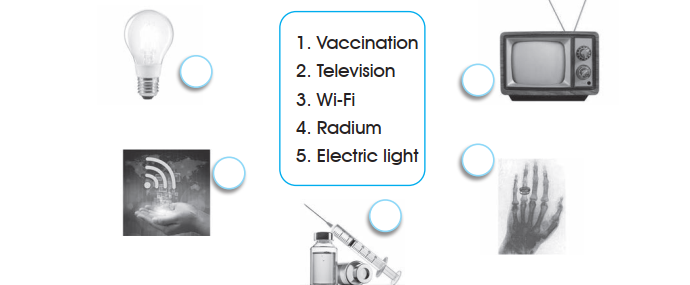 1. Vaccination
2. Television
3. Wi-Fi
4. Radium
5. Electric light